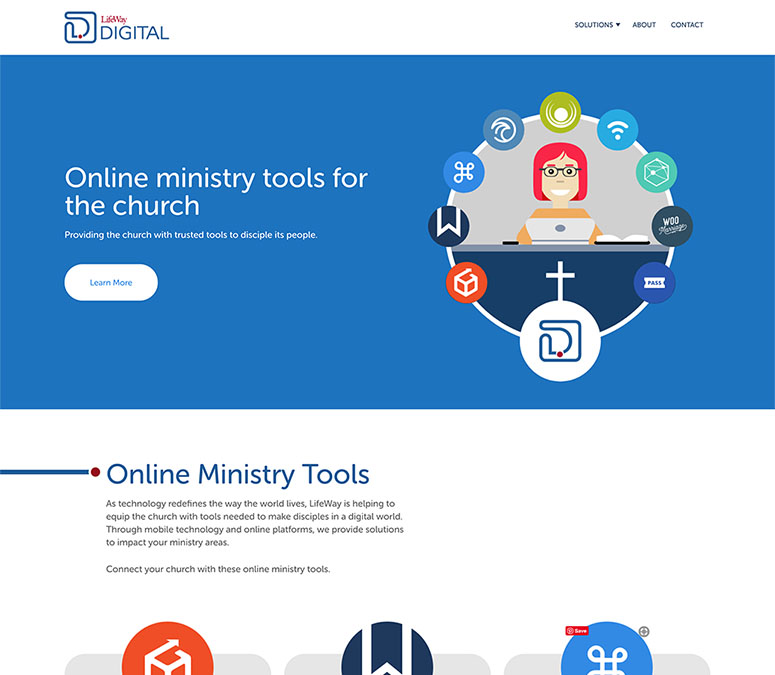 LifeWay
DIGITAL
SOLUTIONS ABOUT CONTACT
Online ministry tools for
the church
Providing the church with trusted tools to disciple its people.
Learn More
WOO
Marriage
PASS
Online Ministry Tools
As technology redefines the way the world lives, LifeWay is helping to
equip the church with tools needed to make disciples in a digital world.
Through mobile technology and online platforms, we provide solutions
to impact your ministry areas.
Connect your church with these online ministry tools.
Save